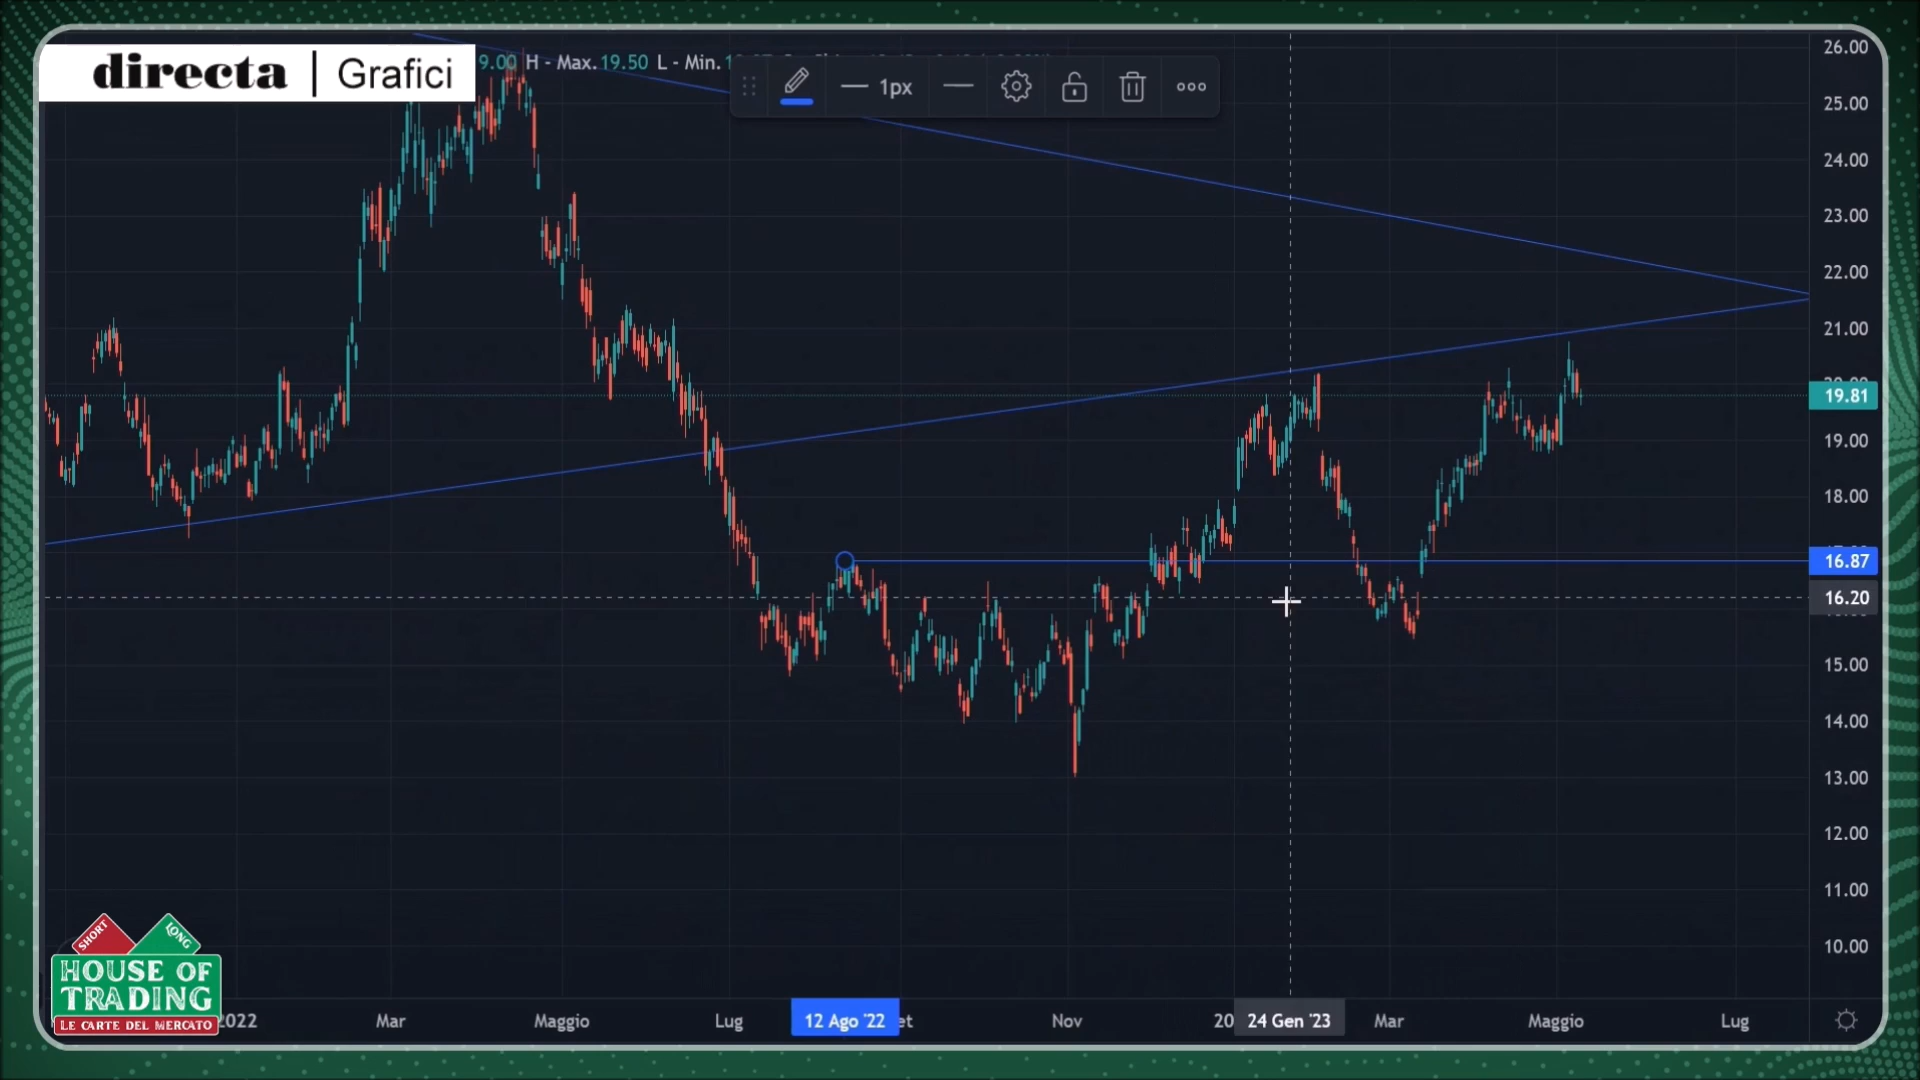 directa | Grafici
9.00 H - Max. 19.50 L - Min.
1px
26.00
25.00
24.00
23.00
22.00
21.00
19.81
19.00
18.00
16.87
16.20
15.00
14.00
13.00
12.00
11.00
10.00
2022 Mar Maggio Lug 12 Ago '22 et Nov 20 24 Gen '23 Mar Maggio Lug
SHORT LONG
HOUSE OF
TRADING
LE CARTE DEL MERCATO